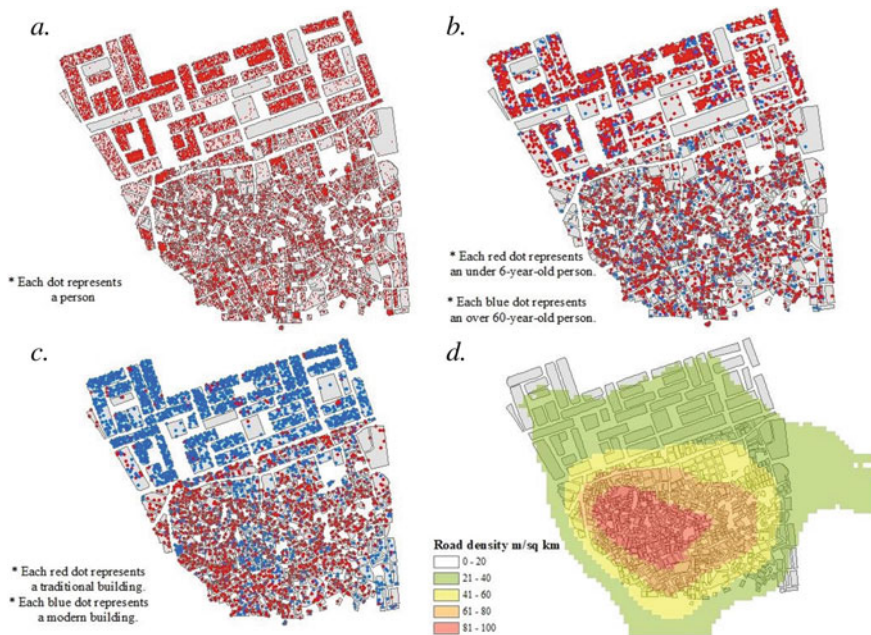 a.
b.
* Each dot represents
a person
* Each red dot represents
an under 6-year-old person.
* Each blue dot represents
an over 60-year-old person.
c.
d.
* Each red dot represents
a traditional building.
* Each blue dot represents
a modern building.
Road density m/sq km
0 - 20
21 - 40
41 - 60
61 - 80
81 - 100